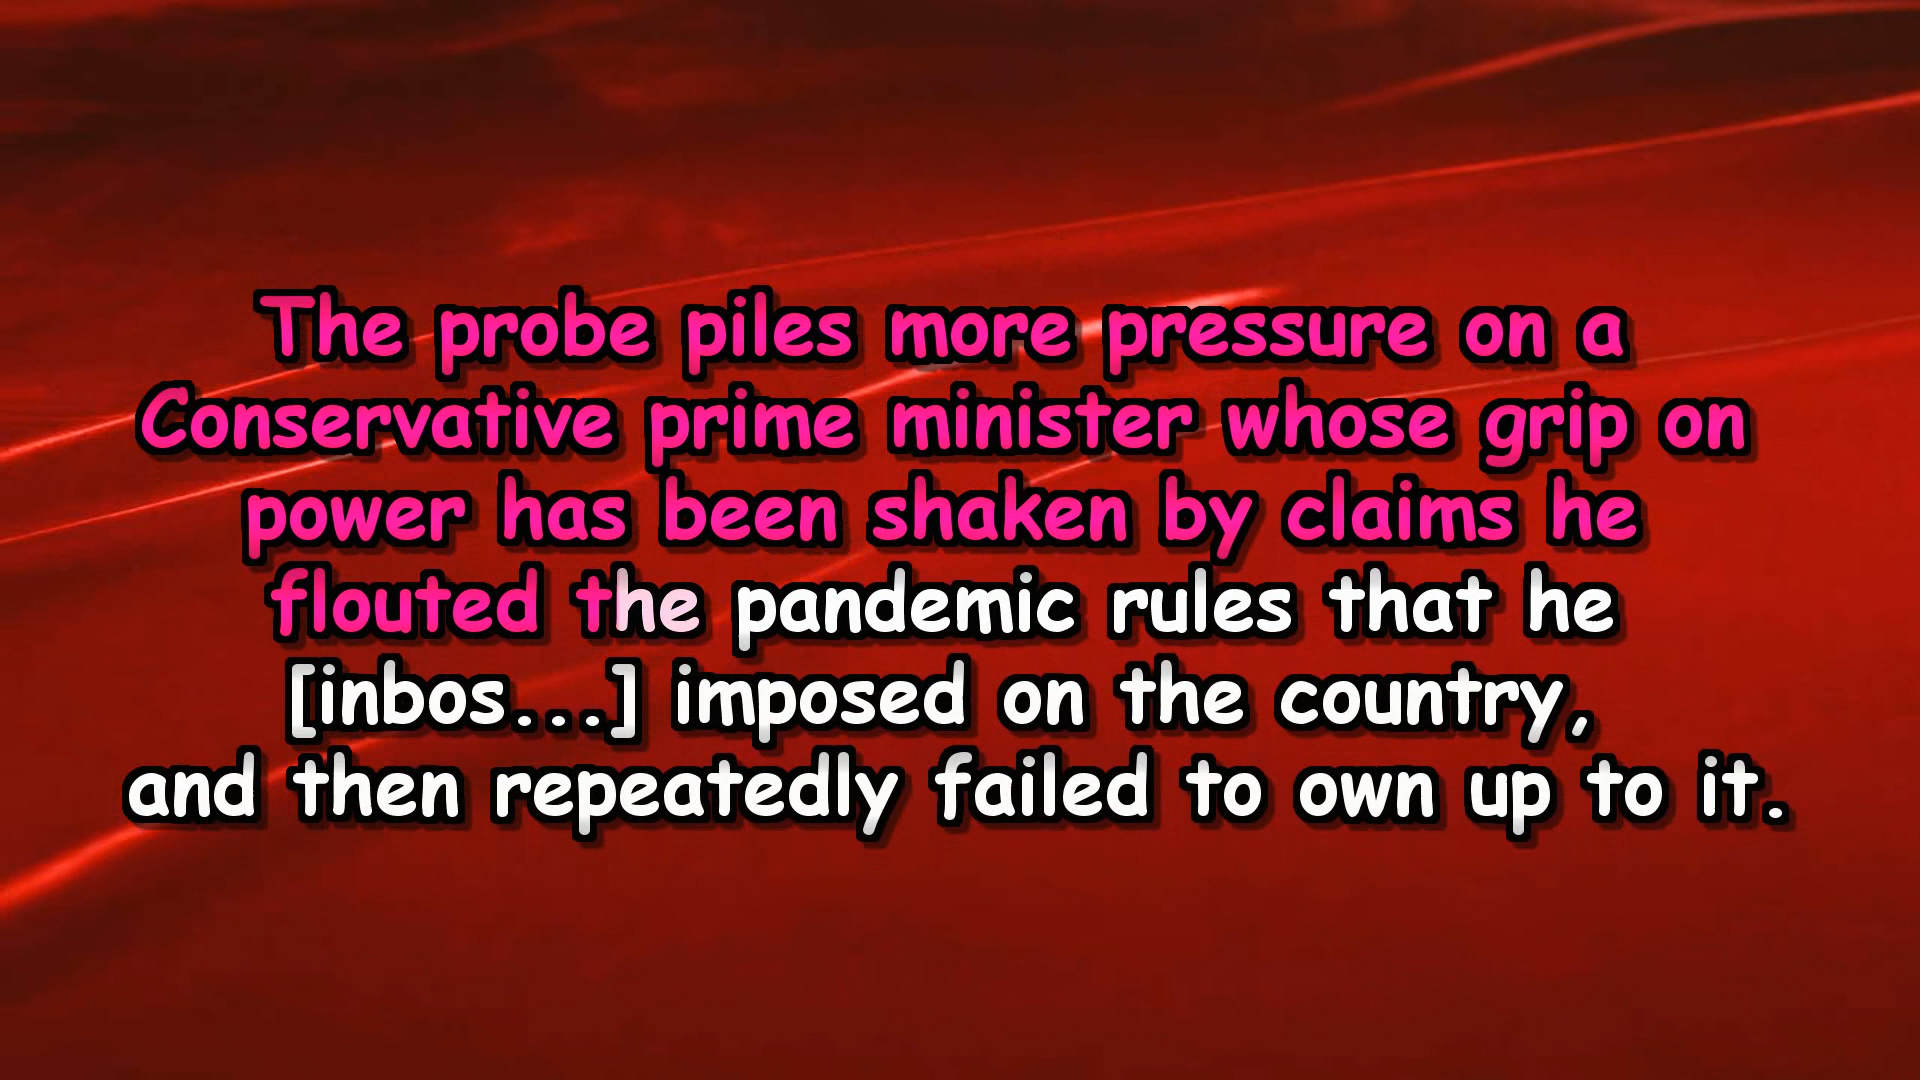 The probe piles more pressure on a
Conservative prime minister whose grip on
power has been shaken by claims he
flouted the pandemic rules that he
[inbos...] imposed on the country,
and then repeatedly failed to own up to it.